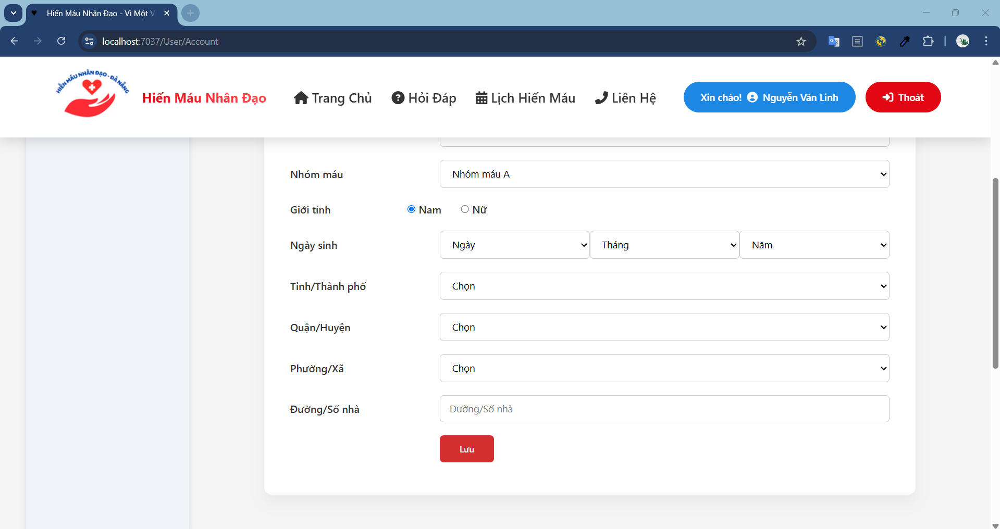 Hiến Máu Nhân Đạo - Vì Một V
localhost:7037/User/Account
HIẾN MÁU NHÂN ĐẠO - ĐÀ NẴNG
Hiến Máu Nhân Đạo
Trang Chủ
Hỏi Đáp
Lịch Hiến Máu
Liên Hệ
Xin chào! Nguyễn Văn Linh
Thoát
Nhóm máu
Nhóm máu A
Giới tính
Nam
Nữ
Ngày sinh
Ngày
Tháng
Năm
Tỉnh/Thành phố
Chọn
Quận/Huyện
Chọn
Phường/Xã
Chọn
Đường/Số nhà
Đường/Số nhà
Lưu